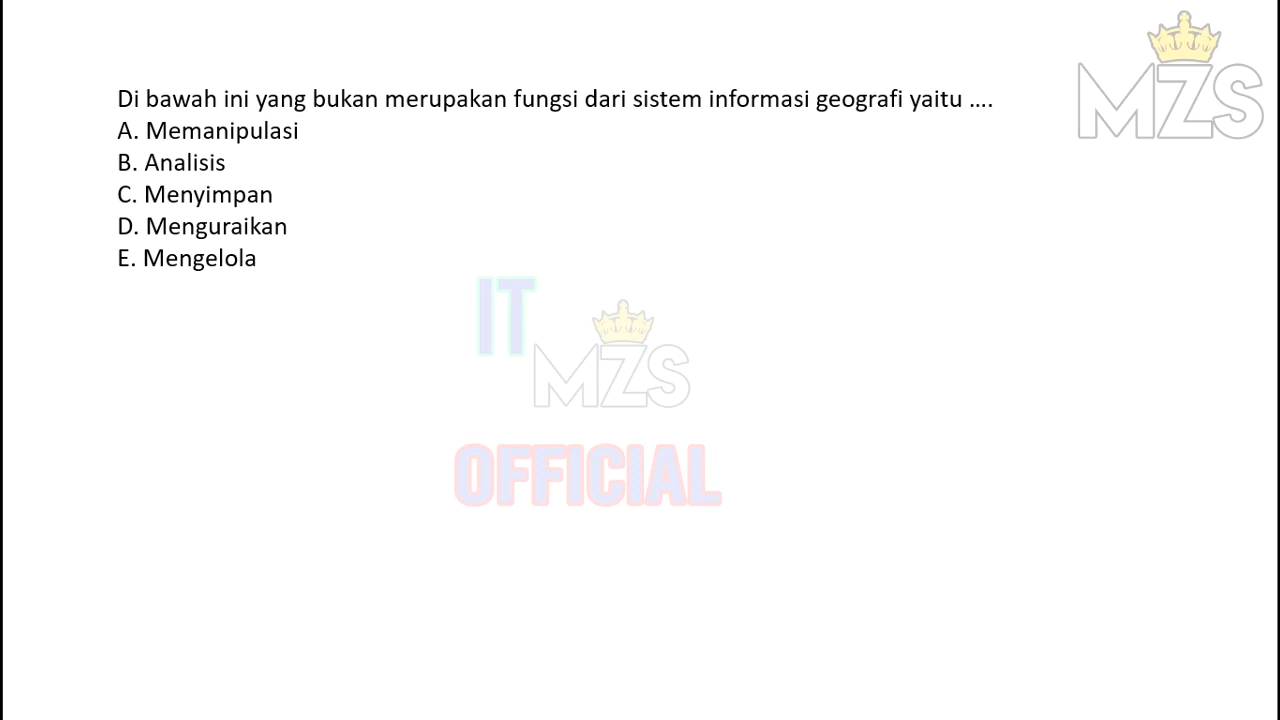 MZS
Di bawah ini yang bukan merupakan fungsi dari sistem informasi geografi yaitu ....
A. Memanipulasi
B. Analisis
C. Menyimpan
D. Menguraikan
E. Mengelola
IT
MZS
OFFICIAL